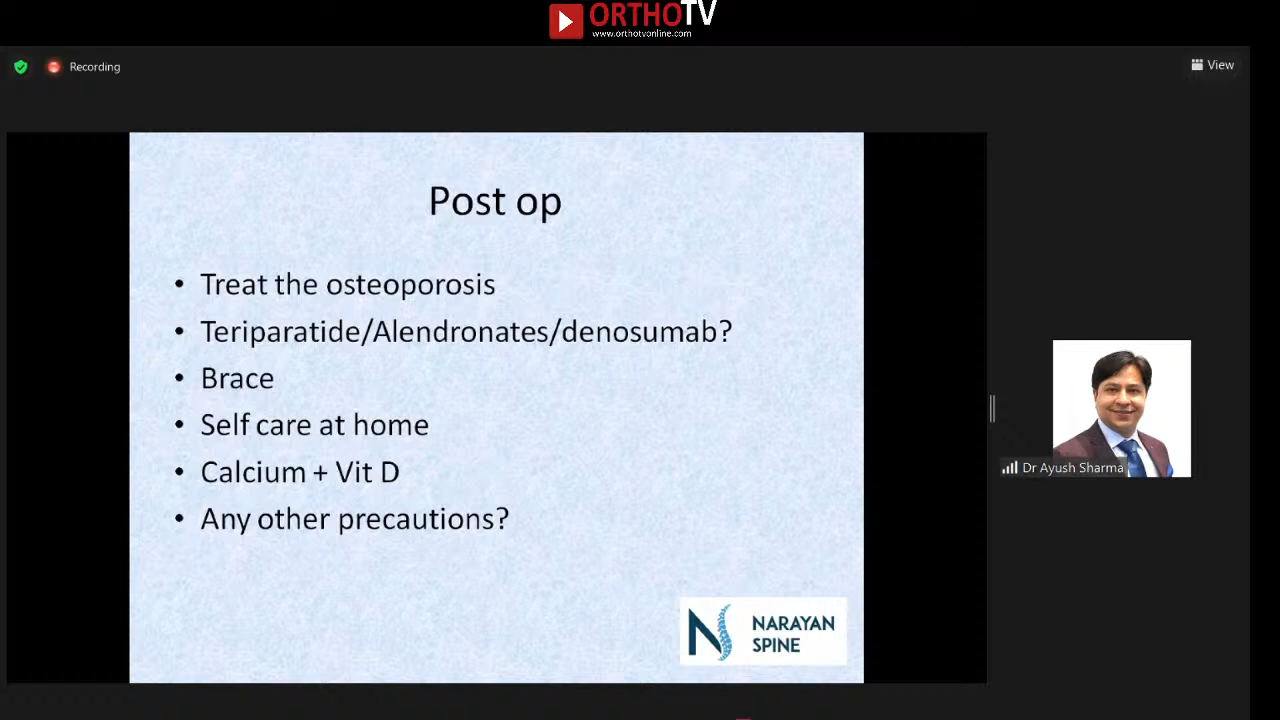 ORTHOTV
www.orthotvonline.com
Recording
View
Post op
• Treat the osteoporosis
• Teriparatide/Alendronates/denosumab?
• Brace
• Self care at home
• Calcium + Vit D
• Any other precautions?
NARAYAN
SPINE
Dr Ayush Sharma